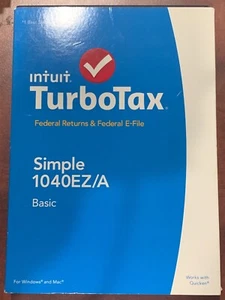 intuit.
TurboTax
Federal Returns & Federal E-File
Simple
1040EZ/A
Basic
For Windows® and Mac®
Works with
Quicken®